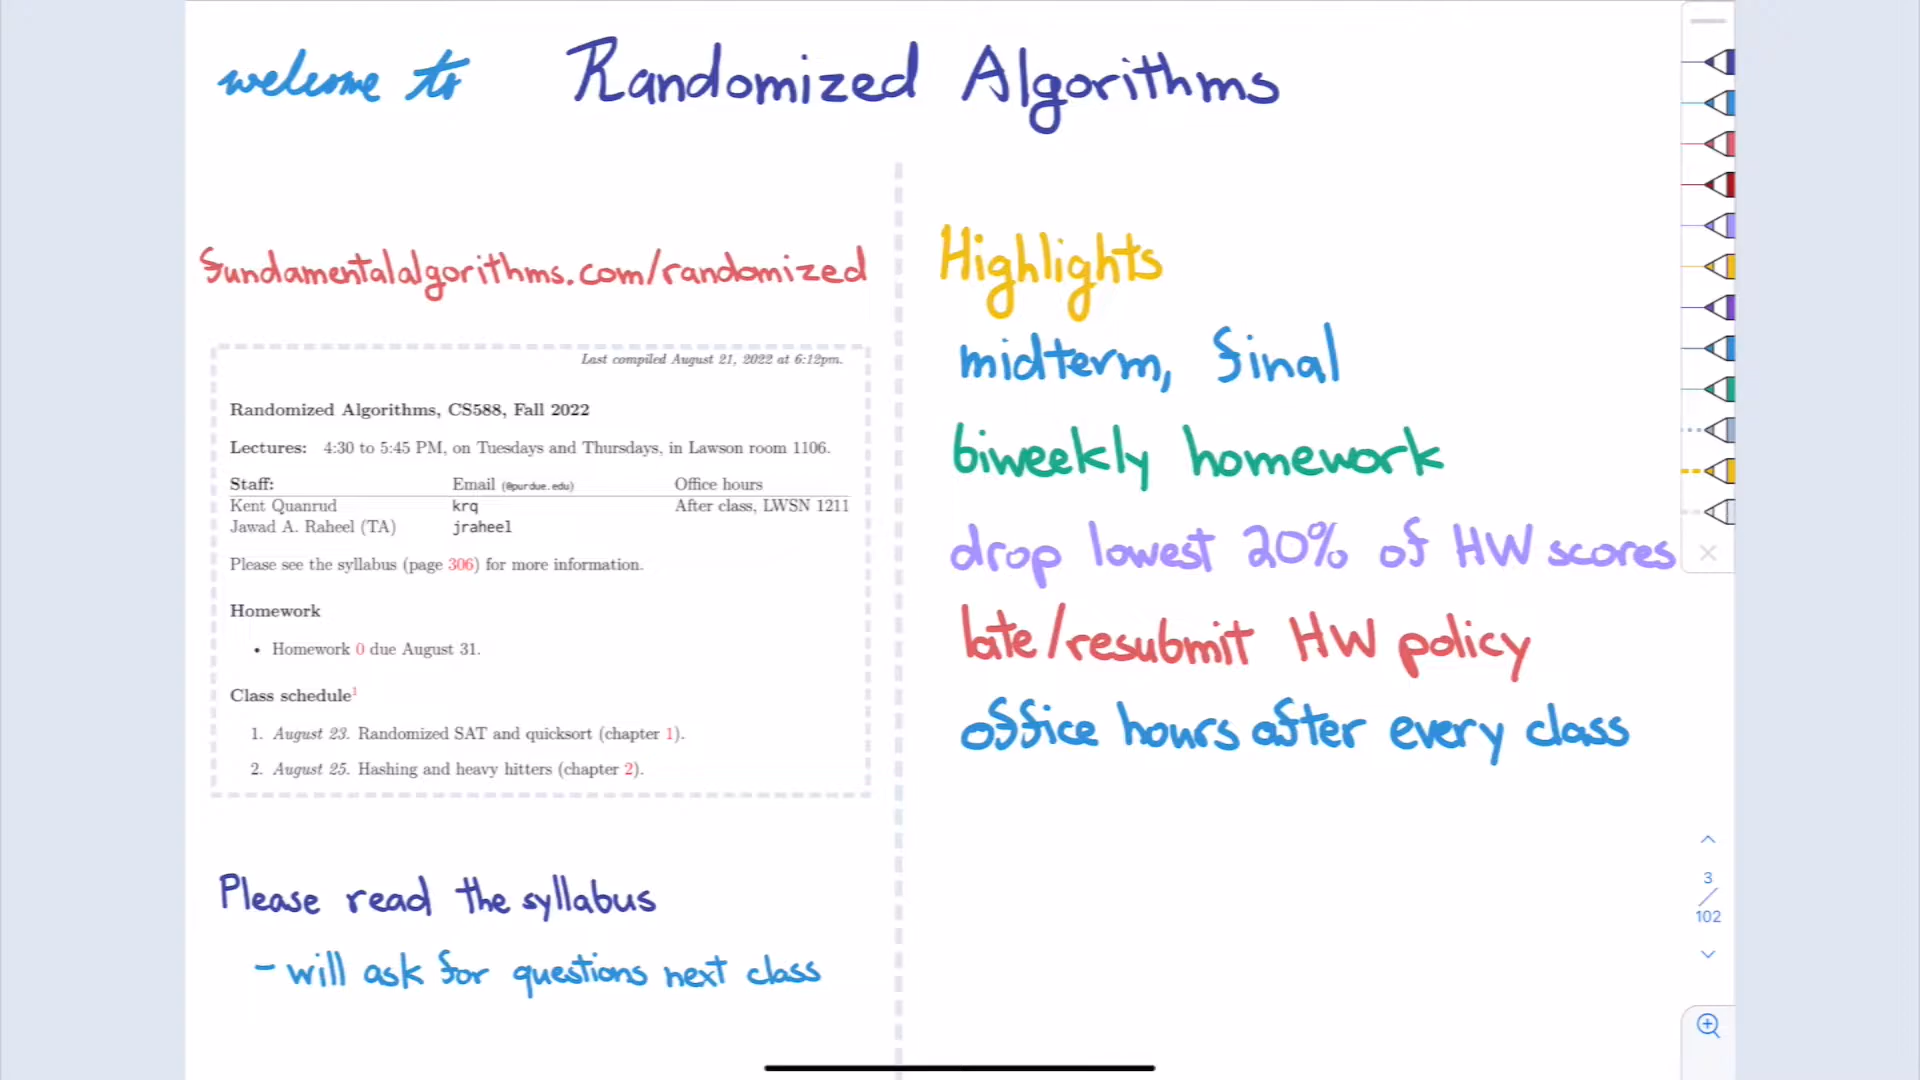 welcome to Randomized Algorithms
fundamentalalgorithms.com/randomized
Last compiled August 21, 2022 at 6:12pm.
Randomized Algorithms, CS588, Fall 2022
Lectures: 4:30 to 5:45 PM, on Tuesdays and Thursdays, in Lawson room 1106.
Staff: Email (@purdue.edu) Office hours
Kent Quanrud krq After class, LWSN 1211
Jawad A. Raheel (TA) jraheel
Please see the syllabus (page 306) for more information.
Homework
• Homework 0 due August 31.
Class schedule¹
1. August 23. Randomized SAT and quicksort (chapter 1).
2. August 25. Hashing and heavy hitters (chapter 2).
Please read the syllabus
- will ask for questions next class
Highlights
midterm, final
biweekly homework
drop lowest 20% of HW scores
late/resubmit HW policy
office hours after every class
3
/
102